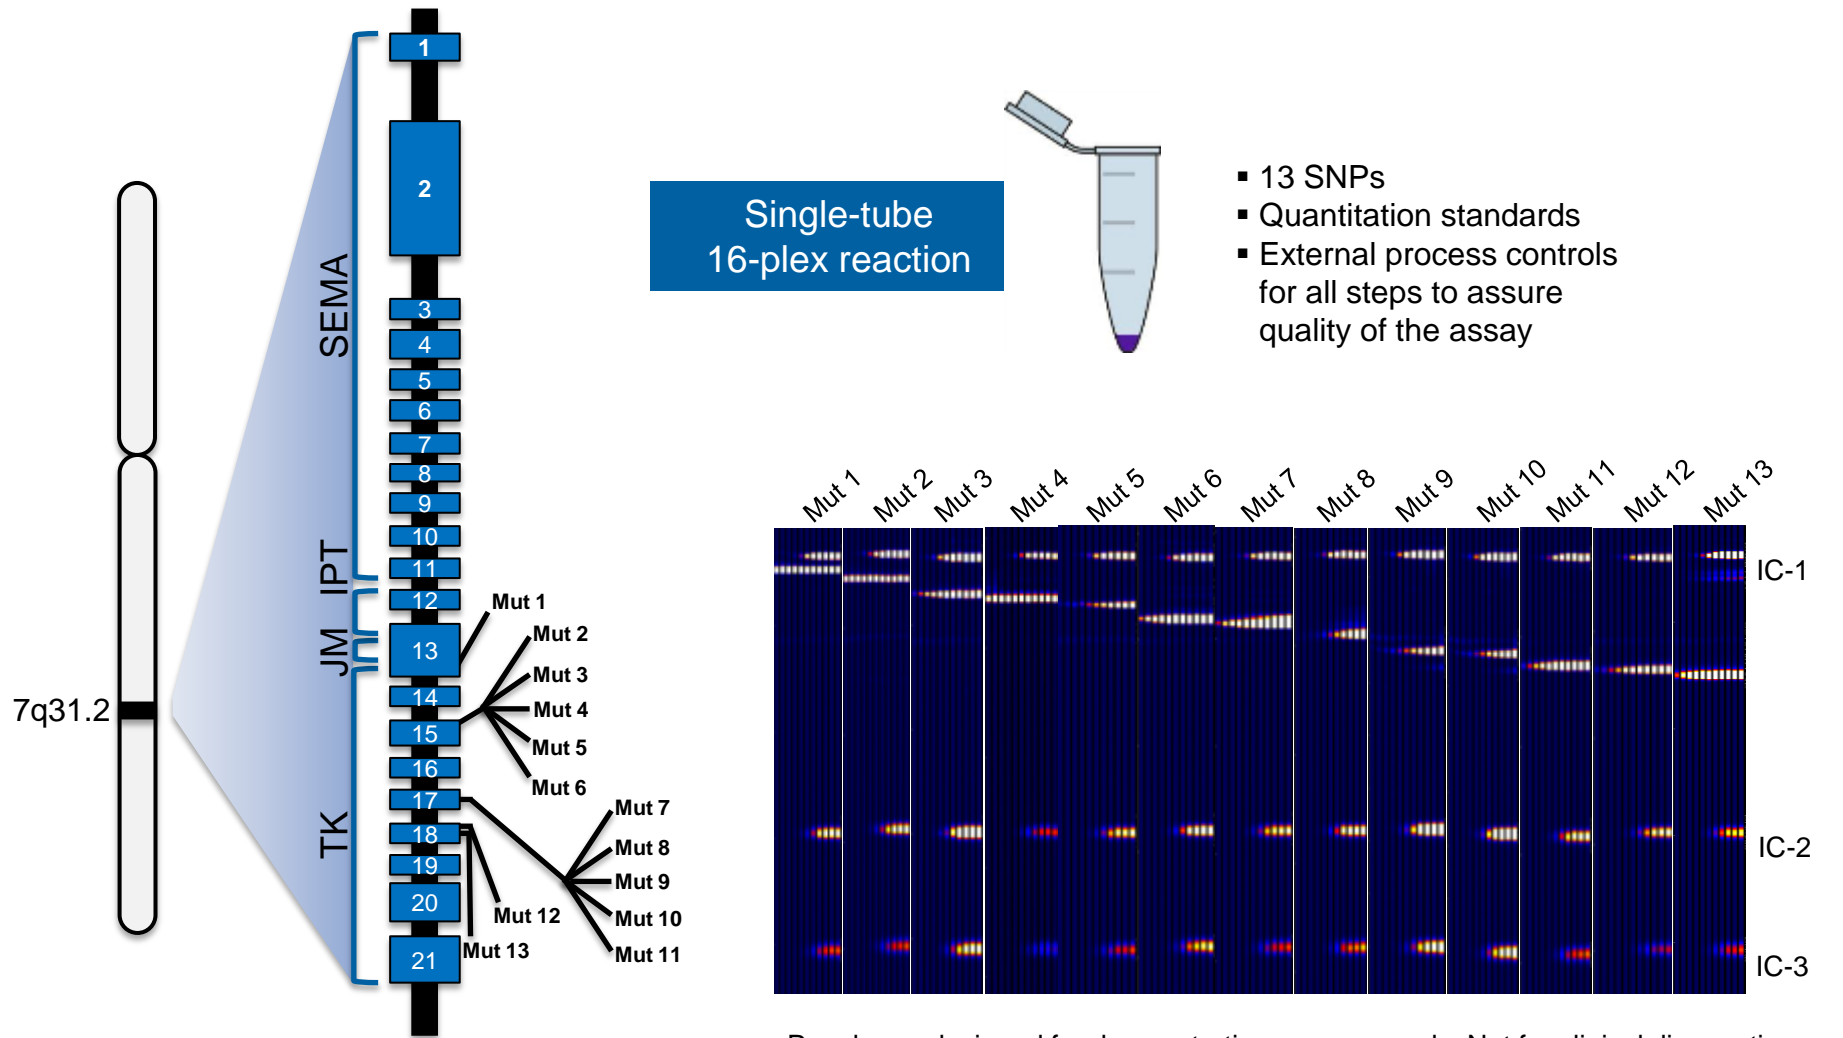 7q31.2
SEMA
IPT
JM
TK
1
2
3
4
5
6
7
8
9
10
11
12
13
14
15
16
17
18
19
20
21
Mut 1
Mut 2
Mut 3
Mut 4
Mut 5
Mut 6
Mut 7
Mut 8
Mut 9
Mut 10
Mut 11
Mut 12
Mut 13
Single-tube
16-plex reaction
▪ 13 SNPs
▪ Quantitation standards
▪ External process controls
for all steps to assure
quality of the assay
Mut 1 Mut 2 Mut 3 Mut 4 Mut 5 Mut 6 Mut 7 Mut 8 Mut 9 Mut 10 Mut 11 Mut 12 Mut 13
IC-1
IC-2
IC-3